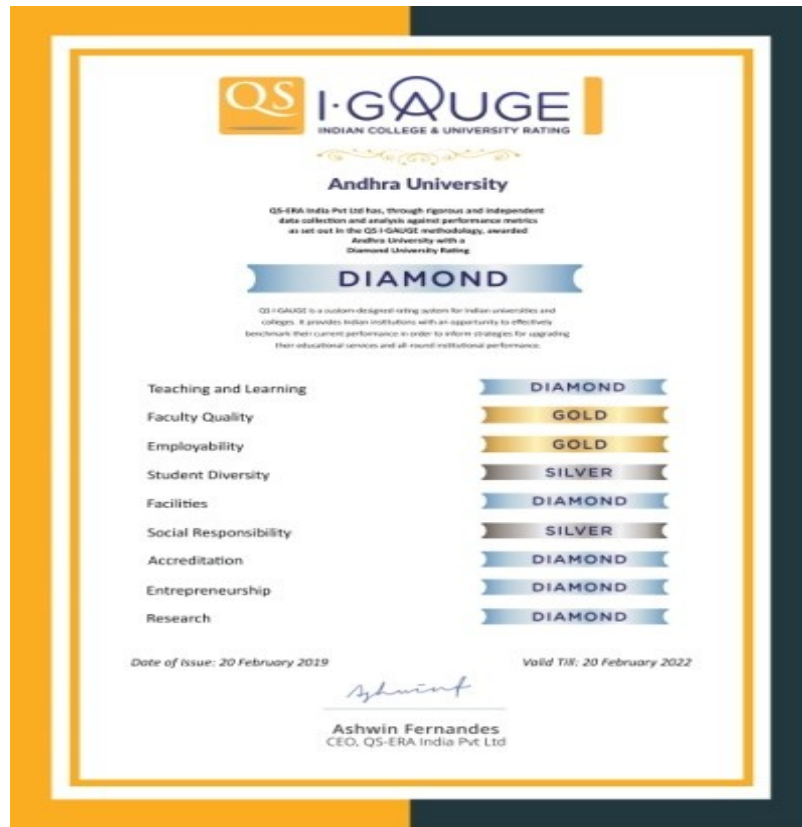 QS I·GAUGE
INDIAN COLLEGE & UNIVERSITY RATING
Andhra University
QS-ERA India Pvt Ltd has, through rigorous and independent
data collection and analysis against performance metrics
as set out in the QS I·GAUGE methodology, awarded
Andhra University with a
Diamond University Rating
DIAMOND
QS I·GAUGE is a custom-designed rating system for Indian universities and
colleges. It provides Indian institutions with an opportunity to effectively
benchmark their current performance in order to inform strategies for upgrading
their educational services and all-round institutional performance.
Teaching and Learning DIAMOND
Faculty Quality GOLD
Employability GOLD
Student Diversity SILVER
Facilities DIAMOND
Social Responsibility SILVER
Accreditation DIAMOND
Entrepreneurship DIAMOND
Research DIAMOND
Date of Issue: 20 February 2019 Valid Till: 20 February 2022
Ashwinf
Ashwin Fernandes
CEO, QS-ERA India Pvt Ltd